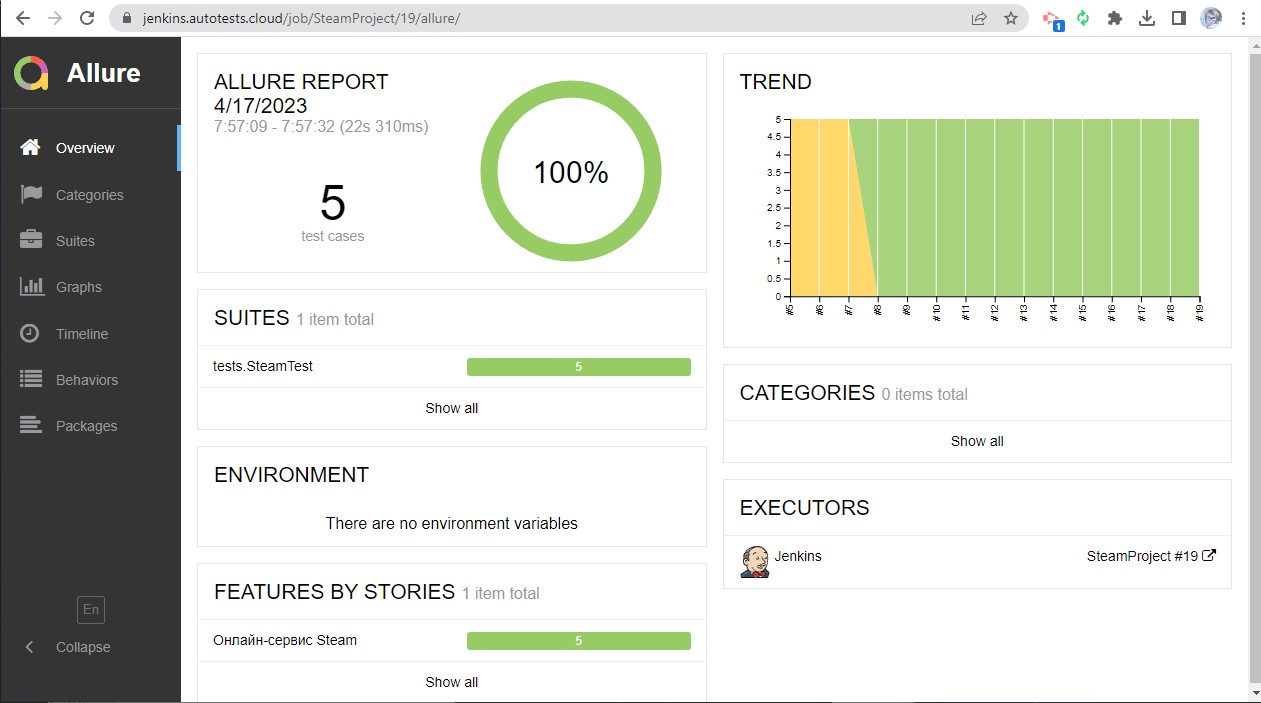 jenkins.autotests.cloud/job/SteamProject/19/allure/
1
Allure
Overview
Categories
Suites
Graphs
Timeline
Behaviors
Packages
En
Collapse
ALLURE REPORT
4/17/2023
7:57:09 - 7:57:32 (22s 310ms)
5
test cases
100%
SUITES 1 item total
tests.SteamTest 5
Show all
ENVIRONMENT
There are no environment variables
FEATURES BY STORIES 1 item total
Онлайн-сервис Steam 5
Show all
TREND
5
4.5
4
3.5
3
2.5
2
1.5
1
0.5
0
#5
#6
#7
#8
#9
#10
#11
#12
#13
#14
#15
#16
#17
#18
#19
CATEGORIES 0 items total
Show all
EXECUTORS
Jenkins SteamProject #19